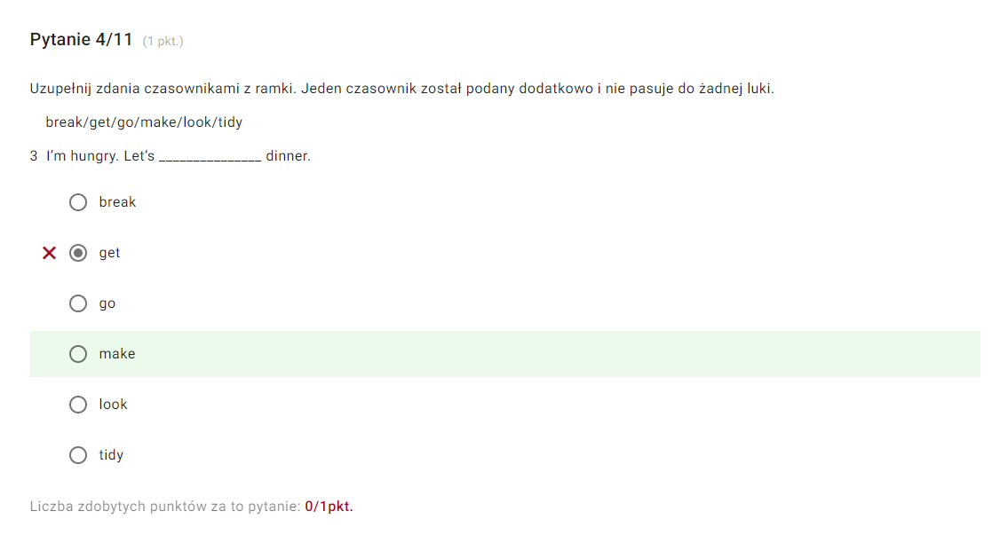 Pytanie 4/11 (1 pkt.)
Uzupełnij zdania czasownikami z ramki. Jeden czasownik został podany dodatkowo i nie pasuje do żadnej luki.
break/get/go/make/look/tidy
3 I’m hungry. Let’s _______________ dinner.
break
get
go
make
look
tidy
Liczba zdobytych punktów za to pytanie: 0/1pkt.